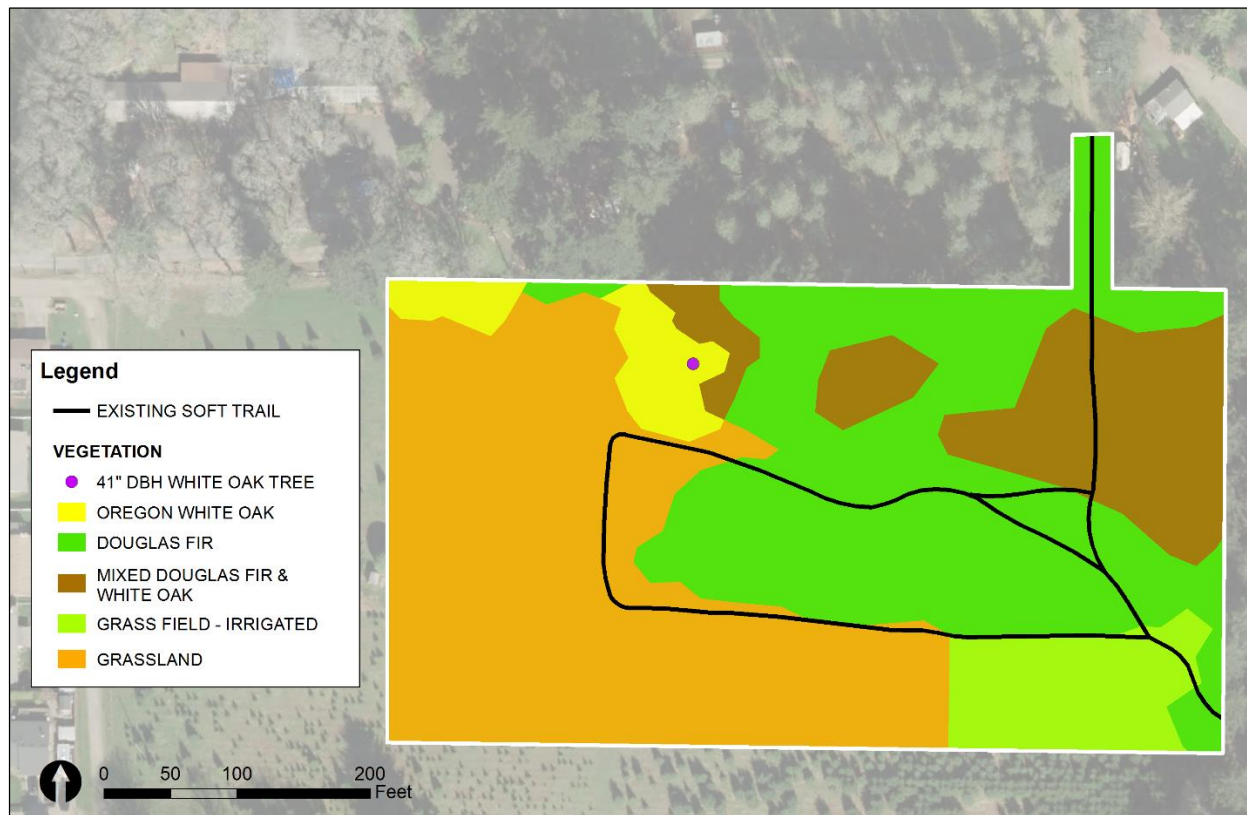 Legend
EXISTING SOFT TRAIL
VEGETATION
41" DBH WHITE OAK TREE
OREGON WHITE OAK
DOUGLAS FIR
MIXED DOUGLAS FIR &
WHITE OAK
GRASS FIELD - IRRIGATED
GRASSLAND
0 50 100 200
Feet